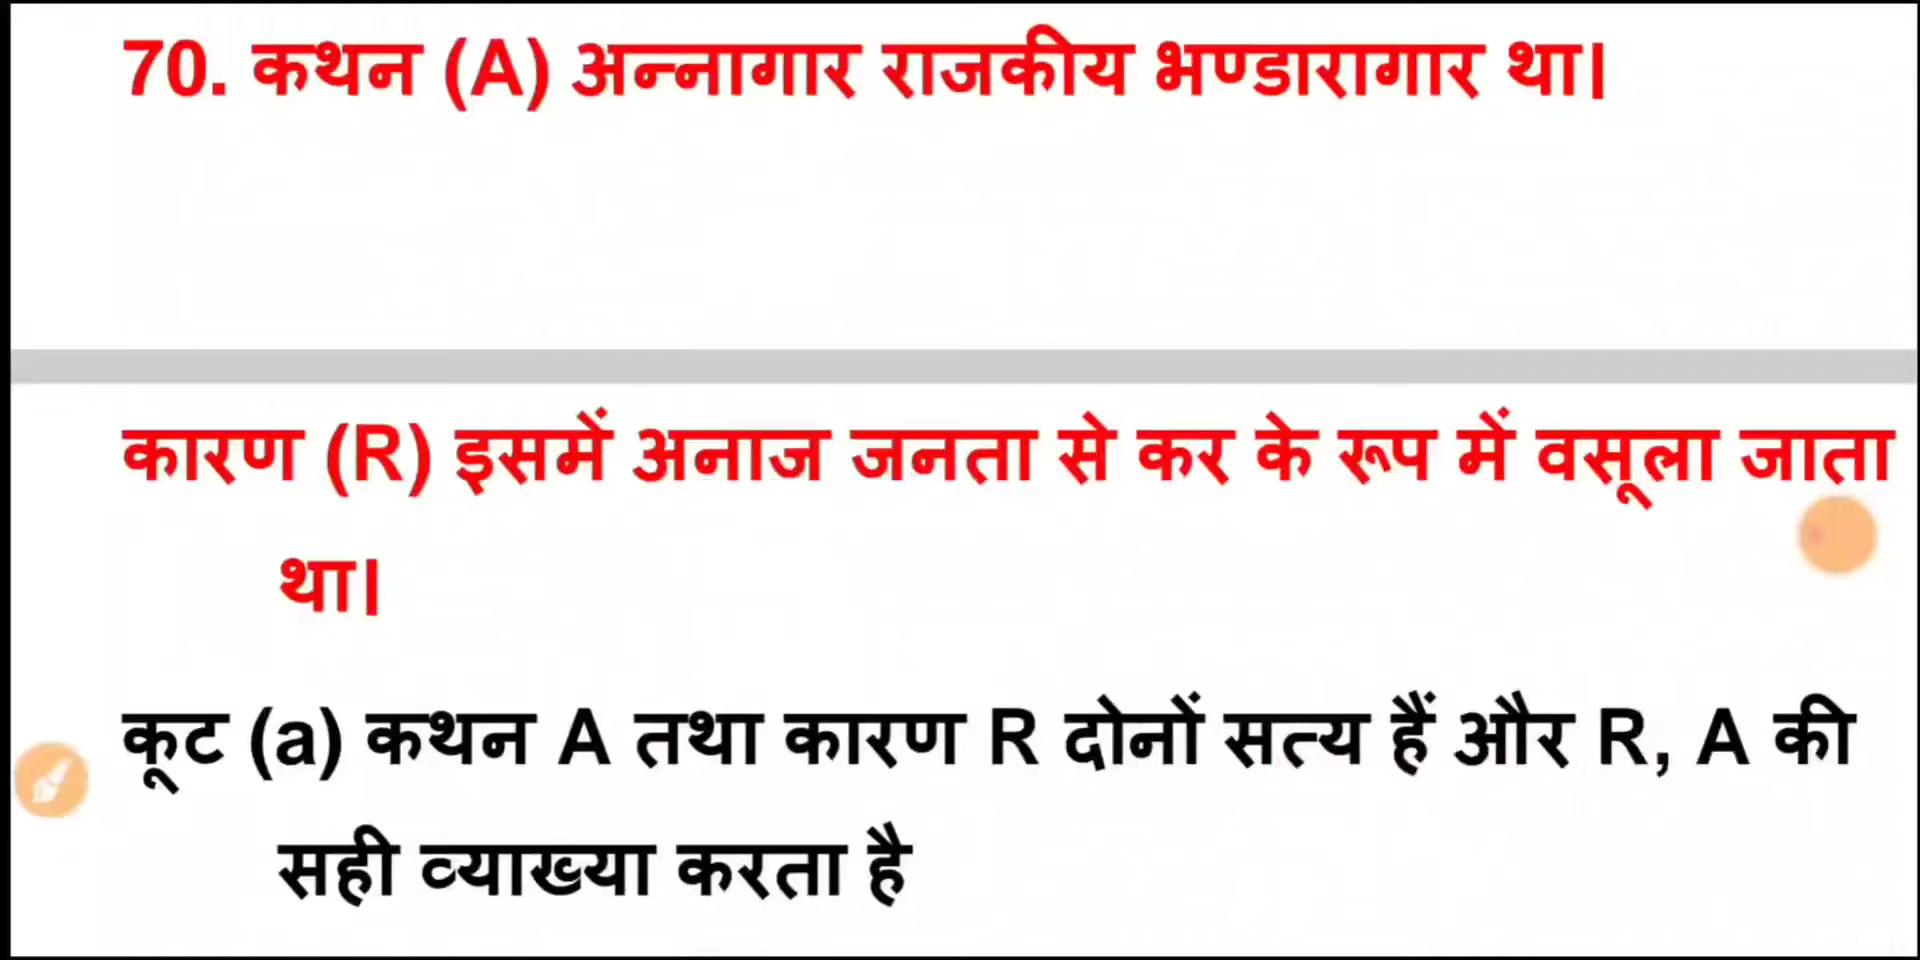 70. कथन (A) अन्नागार राजकीय भण्डारागार था।
कारण (R) इसमें अनाज जनता से कर के रूप में वसूला जाता
था।
कूट (a) कथन A तथा कारण R दोनों सत्य हैं और R, A की
सही व्याख्या करता है